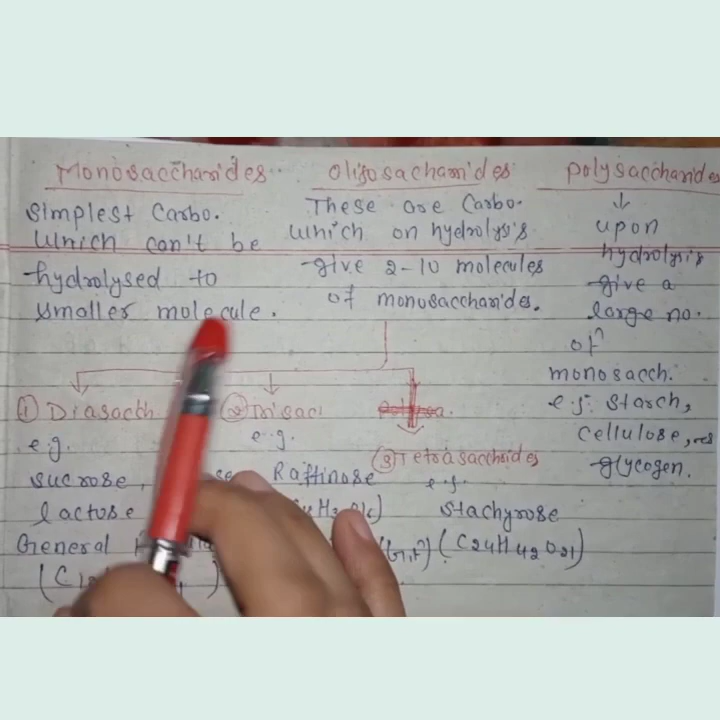 Monosaccharides
Simplest Carbo.
which can't be
hydrolysed to
smaller molecule.
Oligosaccharides
These are Carbo.
which on hydrolysis
give 2-10 molecules
of monosaccharides.
Polysaccharides
↓
upon
hydrolysis
give a
large no.
of
monosacch.
e.g. starch,
cellulose,
glycogen.
① Diasacch
e.g.
sucrose,
lactose
General
② Trisacc
e.g.
Raffinose
③ Tetrasaccharides
e.g.
stachyrose
(C24H42O21)